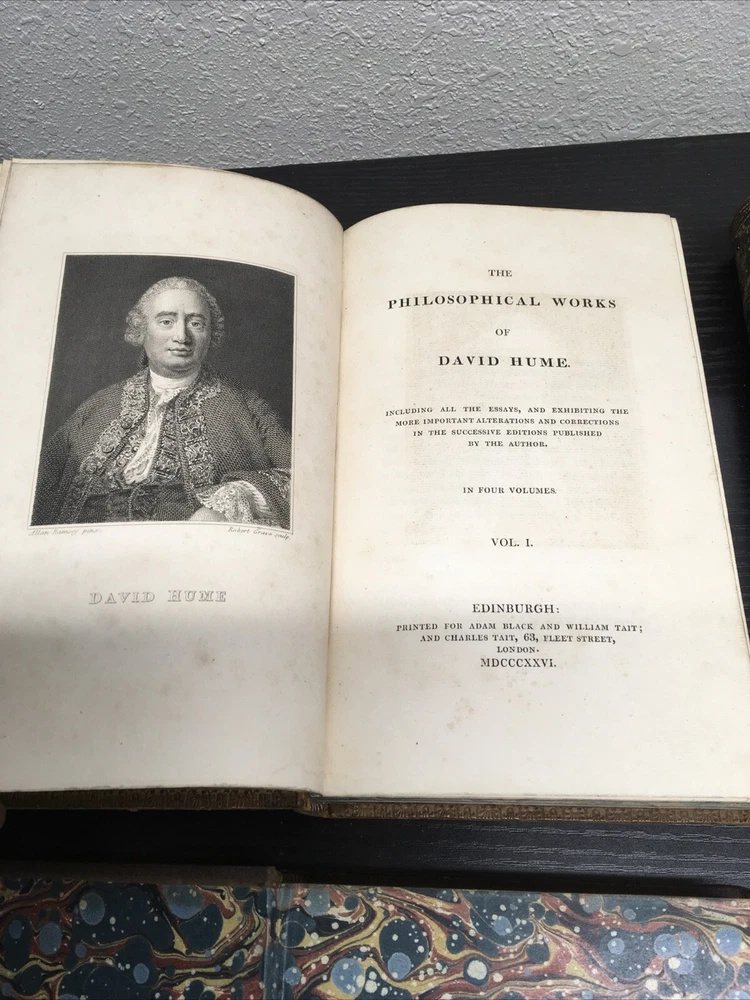 Allan Ramsay pinxt.
Robert Graves sculp.
DAVID HUME
THE
PHILOSOPHICAL WORKS
OF
DAVID HUME.
INCLUDING ALL THE ESSAYS, AND EXHIBITING THE
MORE IMPORTANT ALTERATIONS AND CORRECTIONS
IN THE SUCCESSIVE EDITIONS PUBLISHED
BY THE AUTHOR.
IN FOUR VOLUMES.
VOL. I.
EDINBURGH:
PRINTED FOR ADAM BLACK AND WILLIAM TAIT;
AND CHARLES TAIT, 63, FLEET STREET,
LONDON.
MDCCCXXVI.